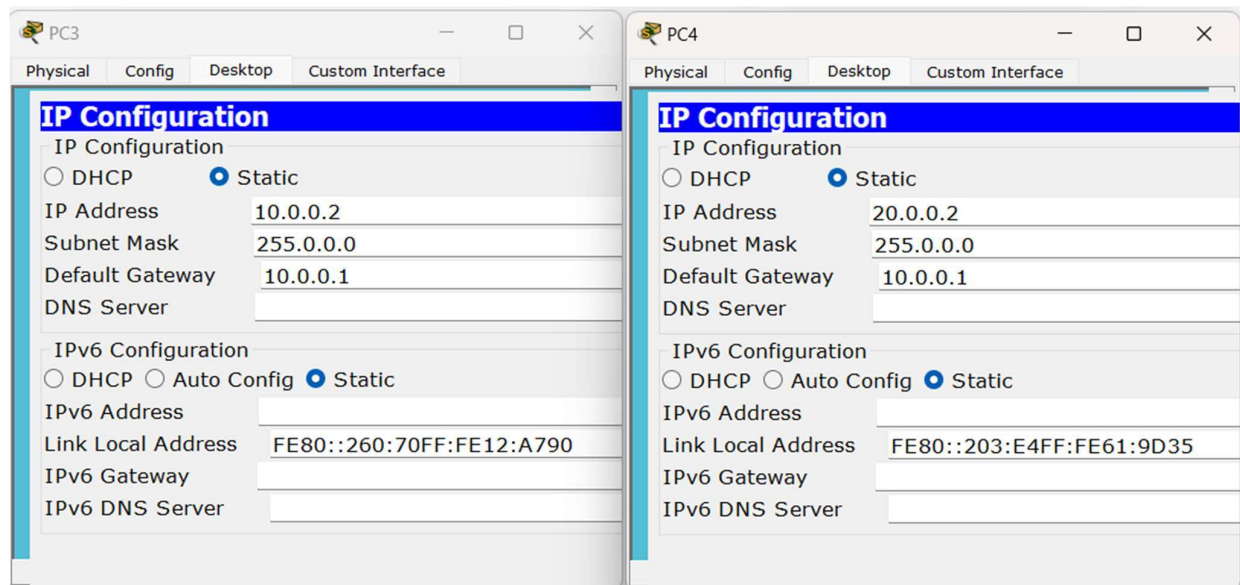 PC3
Physical Config Desktop Custom Interface
IP Configuration
IP Configuration
DHCP Static
IP Address 10.0.0.2
Subnet Mask 255.0.0.0
Default Gateway 10.0.0.1
DNS Server
IPv6 Configuration
DHCP Auto Config Static
IPv6 Address
Link Local Address FE80::260:70FF:FE12:A790
IPv6 Gateway
IPv6 DNS Server
PC4
Physical Config Desktop Custom Interface
IP Configuration
IP Configuration
DHCP Static
IP Address 20.0.0.2
Subnet Mask 255.0.0.0
Default Gateway 10.0.0.1
DNS Server
IPv6 Configuration
DHCP Auto Config Static
IPv6 Address
Link Local Address FE80::203:E4FF:FE61:9D35
IPv6 Gateway
IPv6 DNS Server